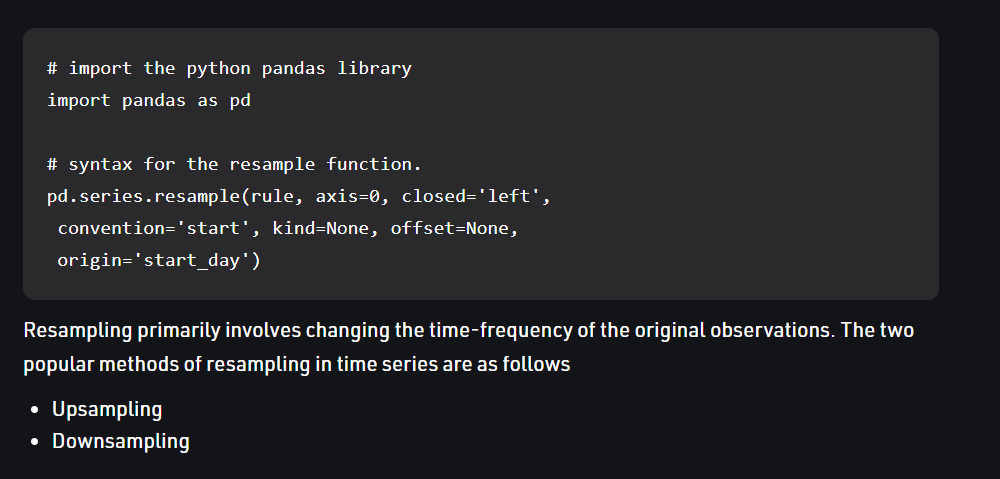 # import the python pandas library
import pandas as pd
# syntax for the resample function.
pd.series.resample(rule, axis=0, closed='left',
convention='start', kind=None, offset=None,
origin='start_day')
Resampling primarily involves changing the time-frequency of the original observations. The two
popular methods of resampling in time series are as follows
• Upsampling
• Downsampling